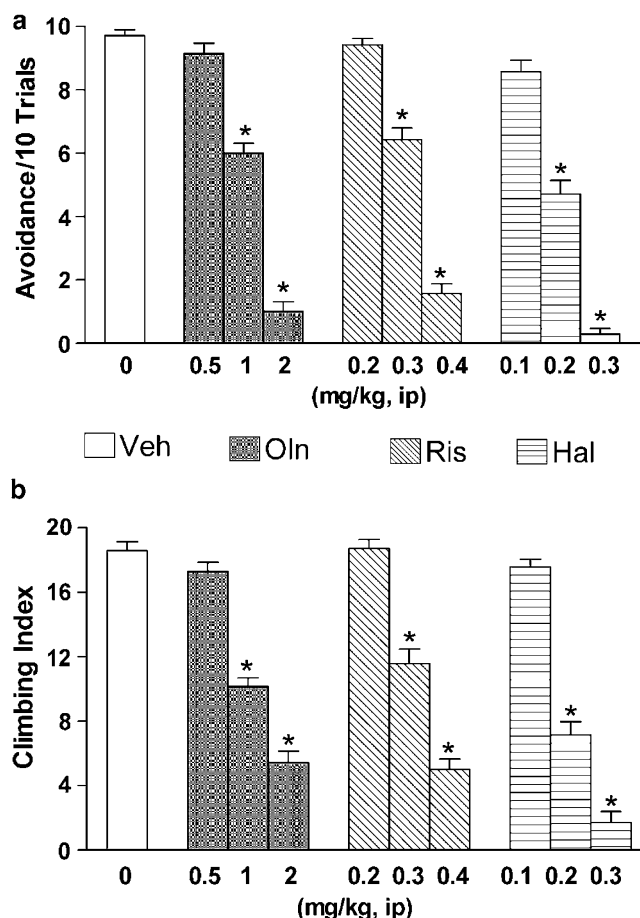 a
Avoidance/10 Trials
10
8
6
4
2
0
* * * * * *
0 0.5 1 2 0.2 0.3 0.4 0.1 0.2 0.3
(mg/kg, ip)
Veh Oln Ris Hal
b
Climbing Index
20
16
12
8
4
0
* * * * * *
0 0.5 1 2 0.2 0.3 0.4 0.1 0.2 0.3
(mg/kg, ip)